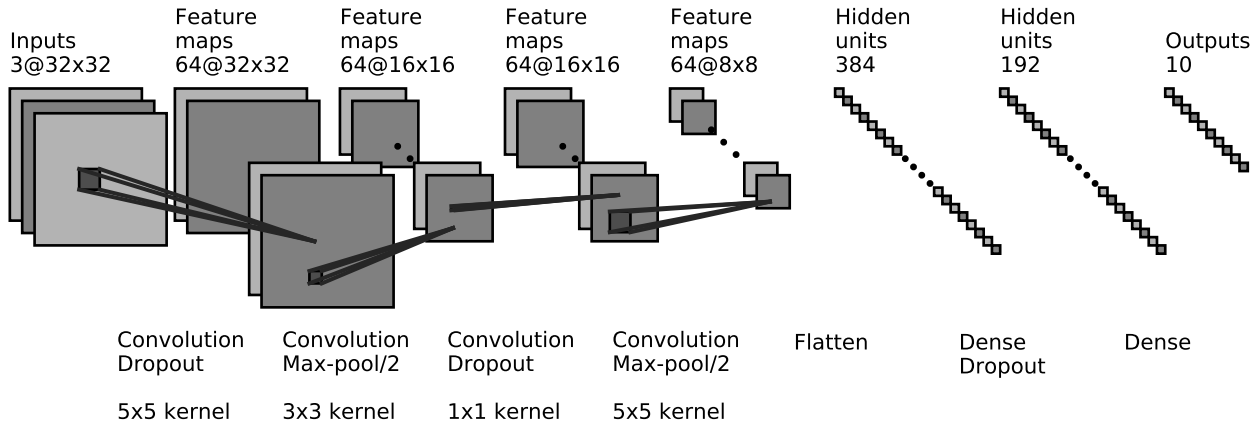 Inputs
3@32x32
Feature
maps
64@32x32
Feature
maps
64@16x16
Feature
maps
64@16x16
Feature
maps
64@8x8
Hidden
units
384
Hidden
units
192
Outputs
10
Convolution
Dropout
5x5 kernel
Convolution
Max-pool/2
3x3 kernel
Convolution
Dropout
1x1 kernel
Convolution
Max-pool/2
5x5 kernel
Flatten
Dense
Dropout
Dense